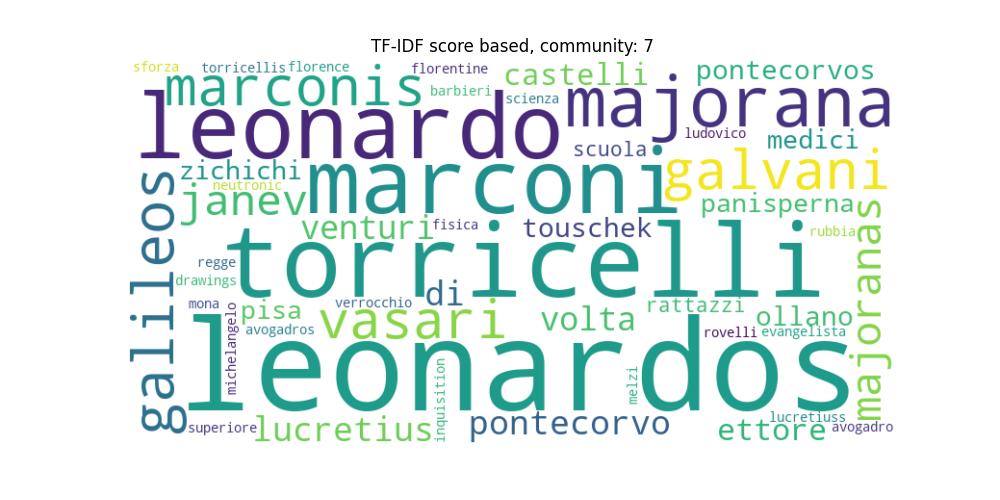 TF-IDF score based, community: 7
sforza torricellis florence florentine castelli pontecorvos
marconis barbieri scienza majorana
leonardo ludovico medici
scuola
zichichi marconi galvani
neutronic
janev panisperna
venturi fisica touschek rubbia
galileos torricelli majoranas
regge
drawings di
mona verrocchio rattazzi
pisa vasari volta ollano
michelangelo avogadros rovelli evangelista
leonardos
inquisition melzi
superiore lucretius pontecorvo ettore lucretiuss avogadro